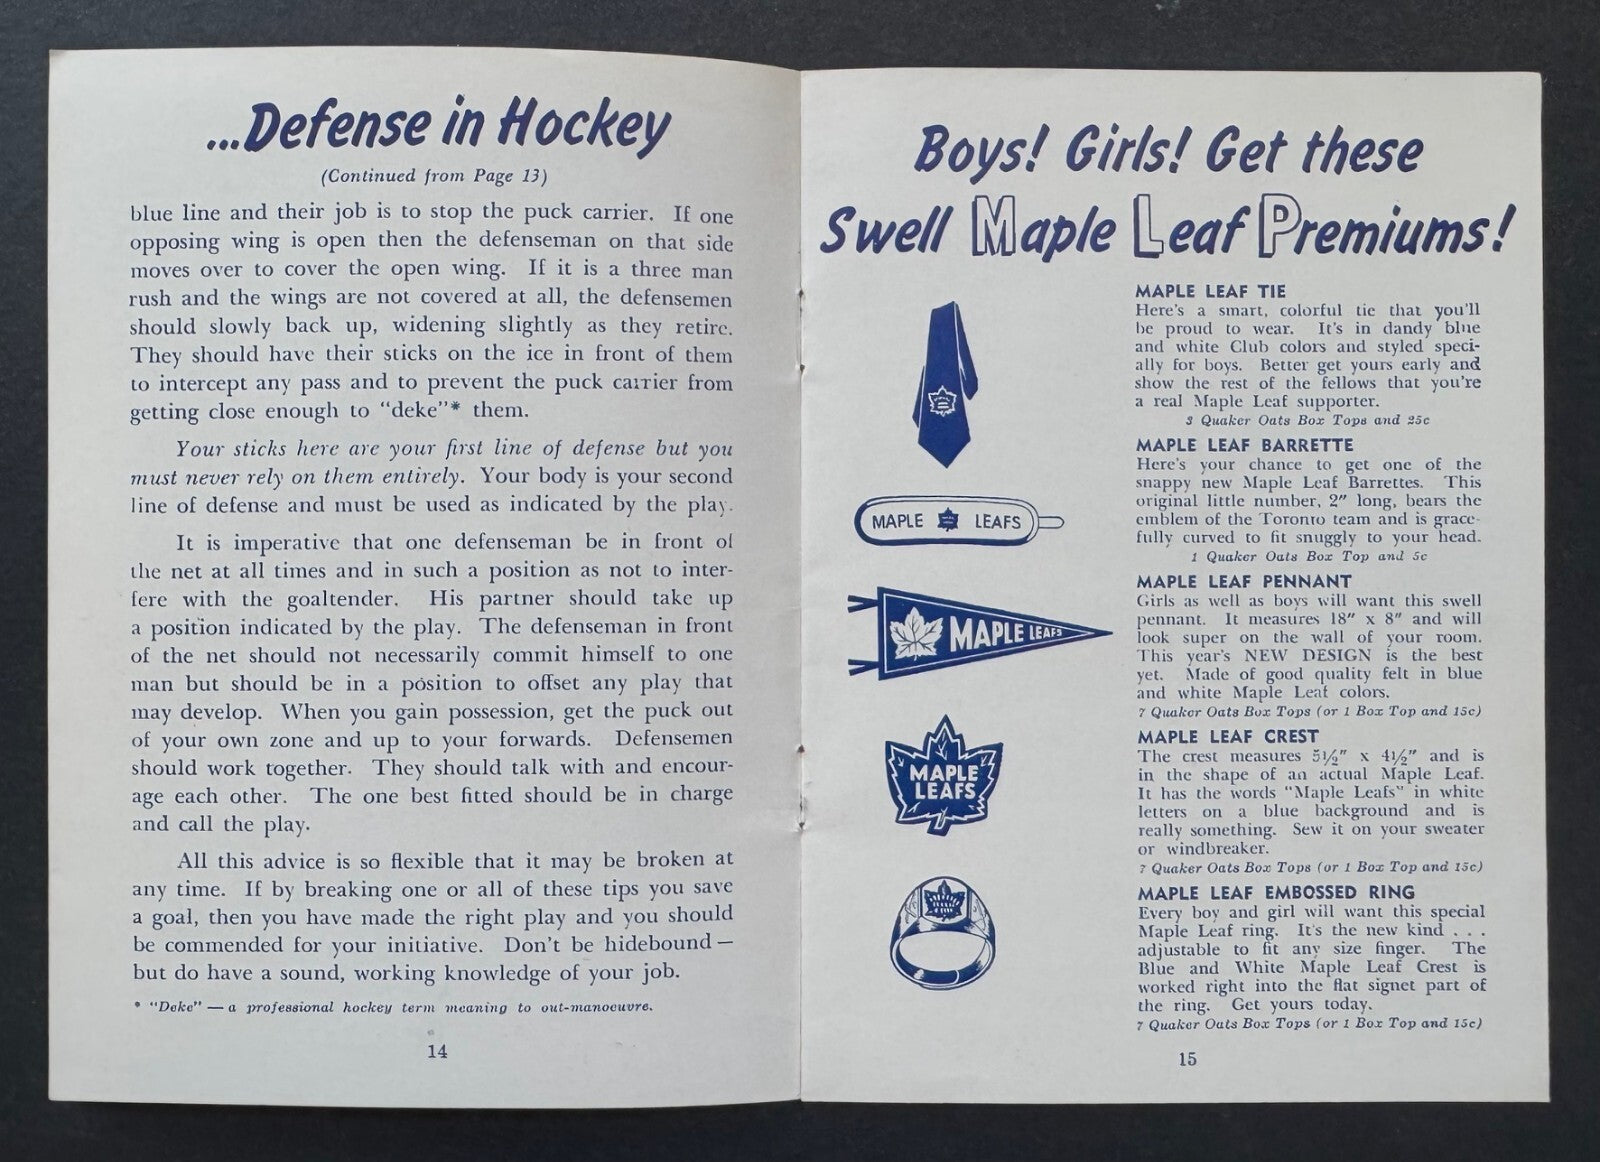 ...Defense in Hockey
(Continued from Page 13)
blue line and their job is to stop the puck carrier. If one
opposing wing is open then the defenseman on that side
moves over to cover the open wing. If it is a three man
rush and the wings are not covered at all, the defensemen
should slowly back up, widening slightly as they retire.
They should have their sticks on the ice in front of them
to intercept any pass and to prevent the puck carrier from
getting close enough to "deke"* them.
Your sticks here are your first line of defense but you
must never rely on them entirely. Your body is your second
line of defense and must be used as indicated by the play.
It is imperative that one defenseman be in front of
the net at all times and in such a position as not to inter-
fere with the goaltender. His partner should take up
a position indicated by the play. The defenseman in front
of the net should not necessarily commit himself to one
man but should be in a position to offset any play that
may develop. When you gain possession, get the puck out
of your own zone and up to your forwards. Defensemen
should work together. They should talk with and encour-
age each other. The one best fitted should be in charge
and call the play.
All this advice is so flexible that it may be broken at
any time. If by breaking one or all of these tips you save
a goal, then you have made the right play and you should
be commended for your initiative. Don't be hidebound —
but do have a sound, working knowledge of your job.
* "Deke" — a professional hockey term meaning to out-manoeuvre.
14
Boys! Girls! Get these
Swell Maple Leaf Premiums!
MAPLE LEAF TIE
Here's a smart, colorful tie that you'll
be proud to wear. It's in dandy blue
and white Club colors and styled speci-
ally for boys. Better get yours early and
show the rest of the fellows that you're
a real Maple Leaf supporter.
3 Quaker Oats Box Tops and 25c
MAPLE LEAFS
MAPLE LEAF BARRETTE
Here's your chance to get one of the
snappy new Maple Leaf Barrettes. This
original little number, 2" long, bears the
emblem of the Toronto team and is grace-
fully curved to fit snuggly to your head.
1 Quaker Oats Box Top and 5c
MAPLE LEAFS
MAPLE LEAF PENNANT
Girls as well as boys will want this swell
pennant. It measures 18" x 8" and will
look super on the wall of your room.
This year's NEW DESIGN is the best
yet. Made of good quality felt in blue
and white Maple Leaf colors.
7 Quaker Oats Box Tops (or 1 Box Top and 15c)
MAPLE
LEAFS
MAPLE LEAF CREST
The crest measures 5½" x 4½" and is
in the shape of an actual Maple Leaf.
It has the words "Maple Leafs" in white
letters on a blue background and is
really something. Sew it on your sweater
or windbreaker.
7 Quaker Oats Box Tops (or 1 Box Top and 15c)
MAPLE LEAF EMBOSSED RING
Every boy and girl will want this special
Maple Leaf ring. It's the new kind . . .
adjustable to fit any size finger. The
Blue and White Maple Leaf Crest is
worked right into the flat signet part of
the ring. Get yours today.
7 Quaker Oats Box Tops (or 1 Box Top and 15c)
15